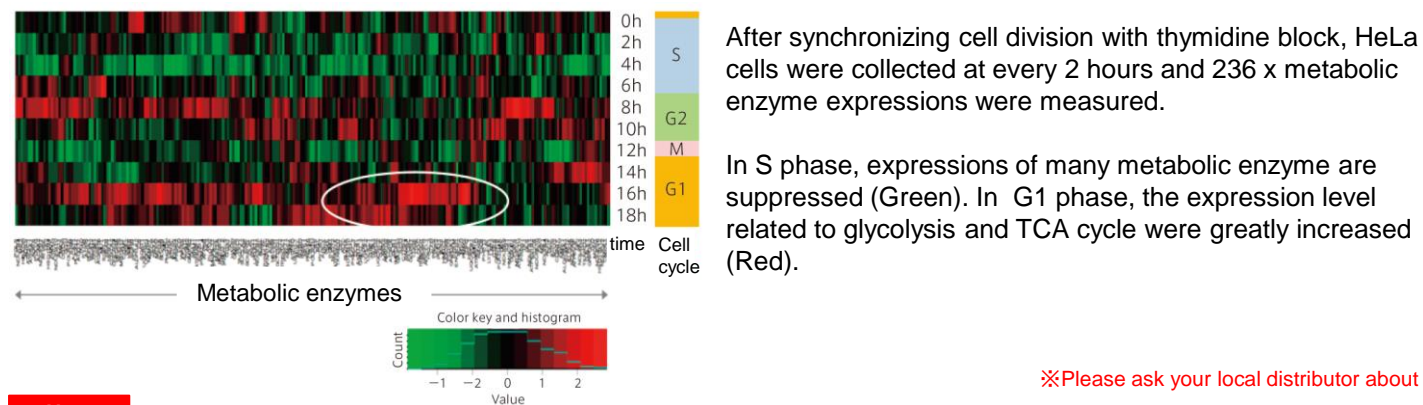 0h
2h
4h
6h
8h
10h
12h
14h
16h
18h
time
S
G2
M
G1
Cell
cycle
Metabolic enzymes
Color key and histogram
Count
−1 −2 0 1 2
Value
After synchronizing cell division with thymidine block, HeLa
cells were collected at every 2 hours and 236 x metabolic
enzyme expressions were measured.
In S phase, expressions of many metabolic enzyme are
suppressed (Green). In G1 phase, the expression level
related to glycolysis and TCA cycle were greatly increased
(Red).
※Please ask your local distributor about